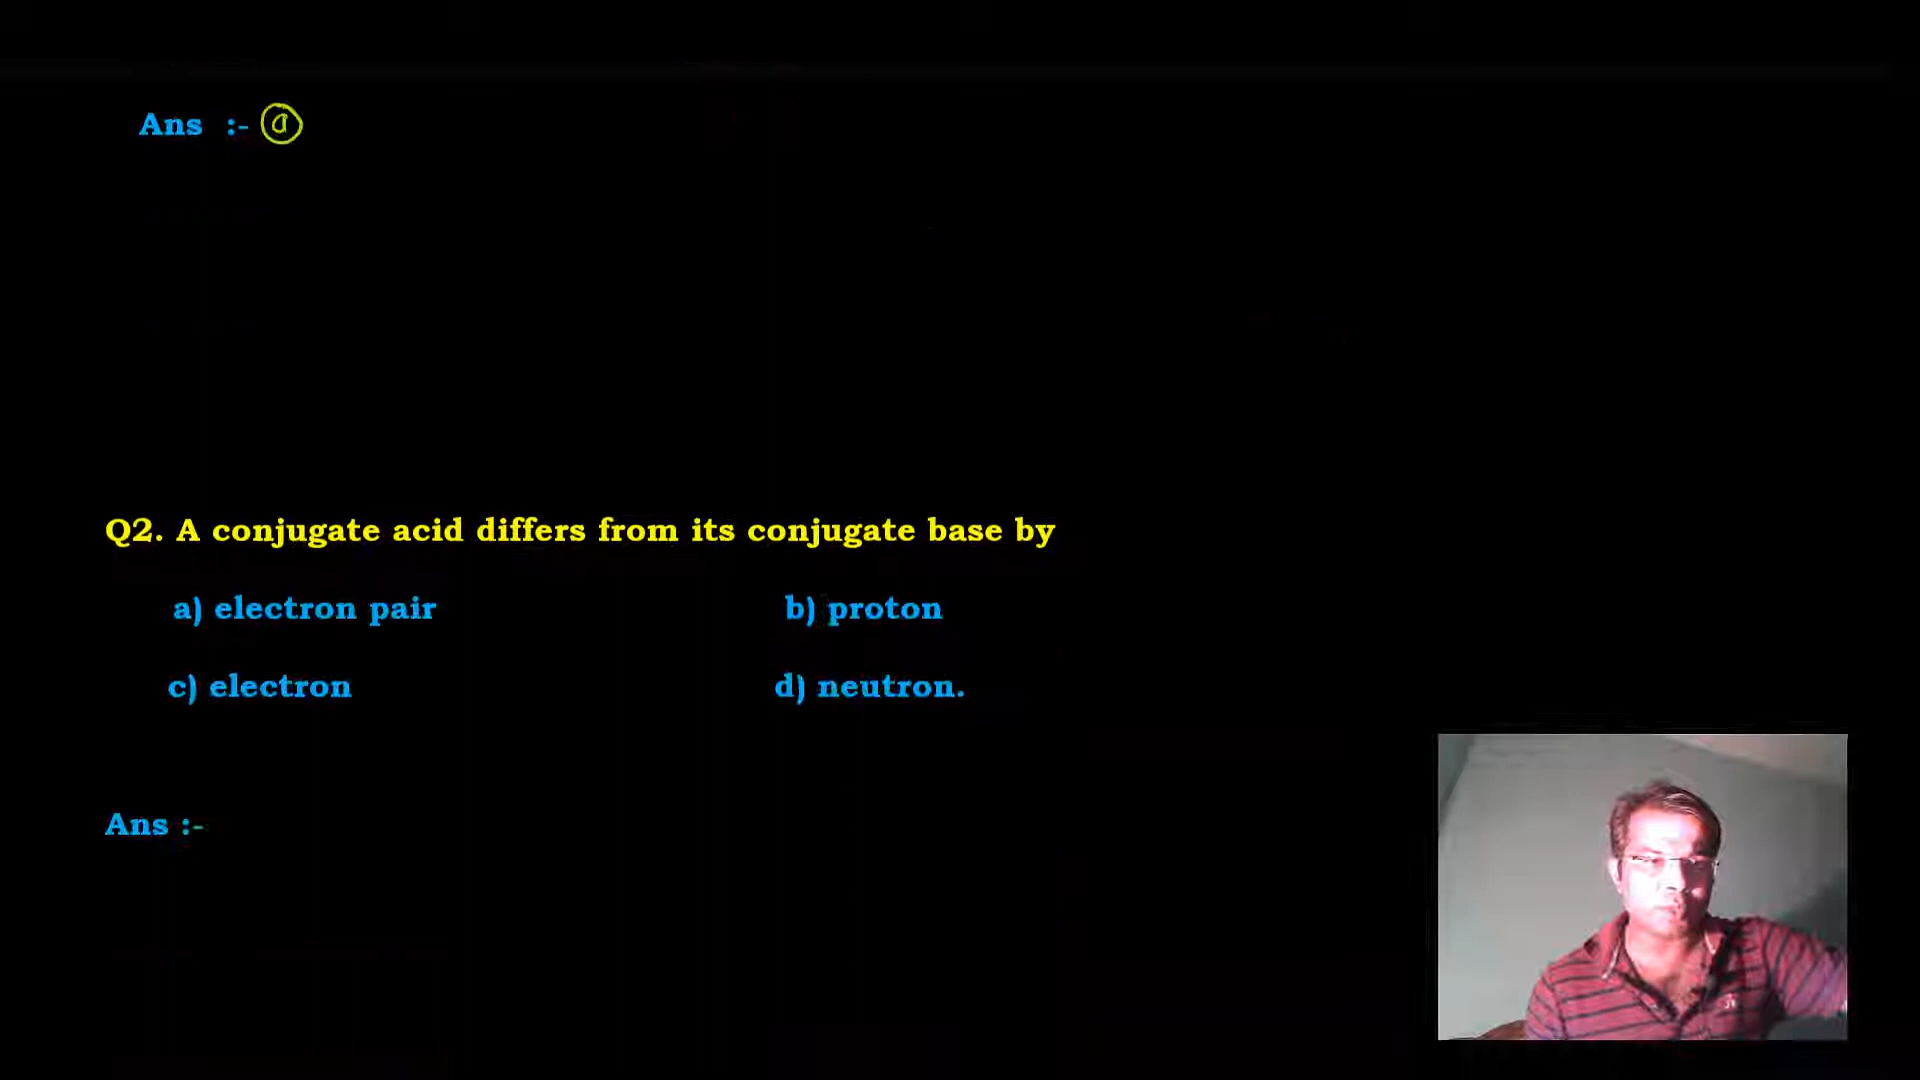 Ans :- a
Q2. A conjugate acid differs from its conjugate base by
a) electron pair b) proton
c) electron d) neutron.
Ans :-